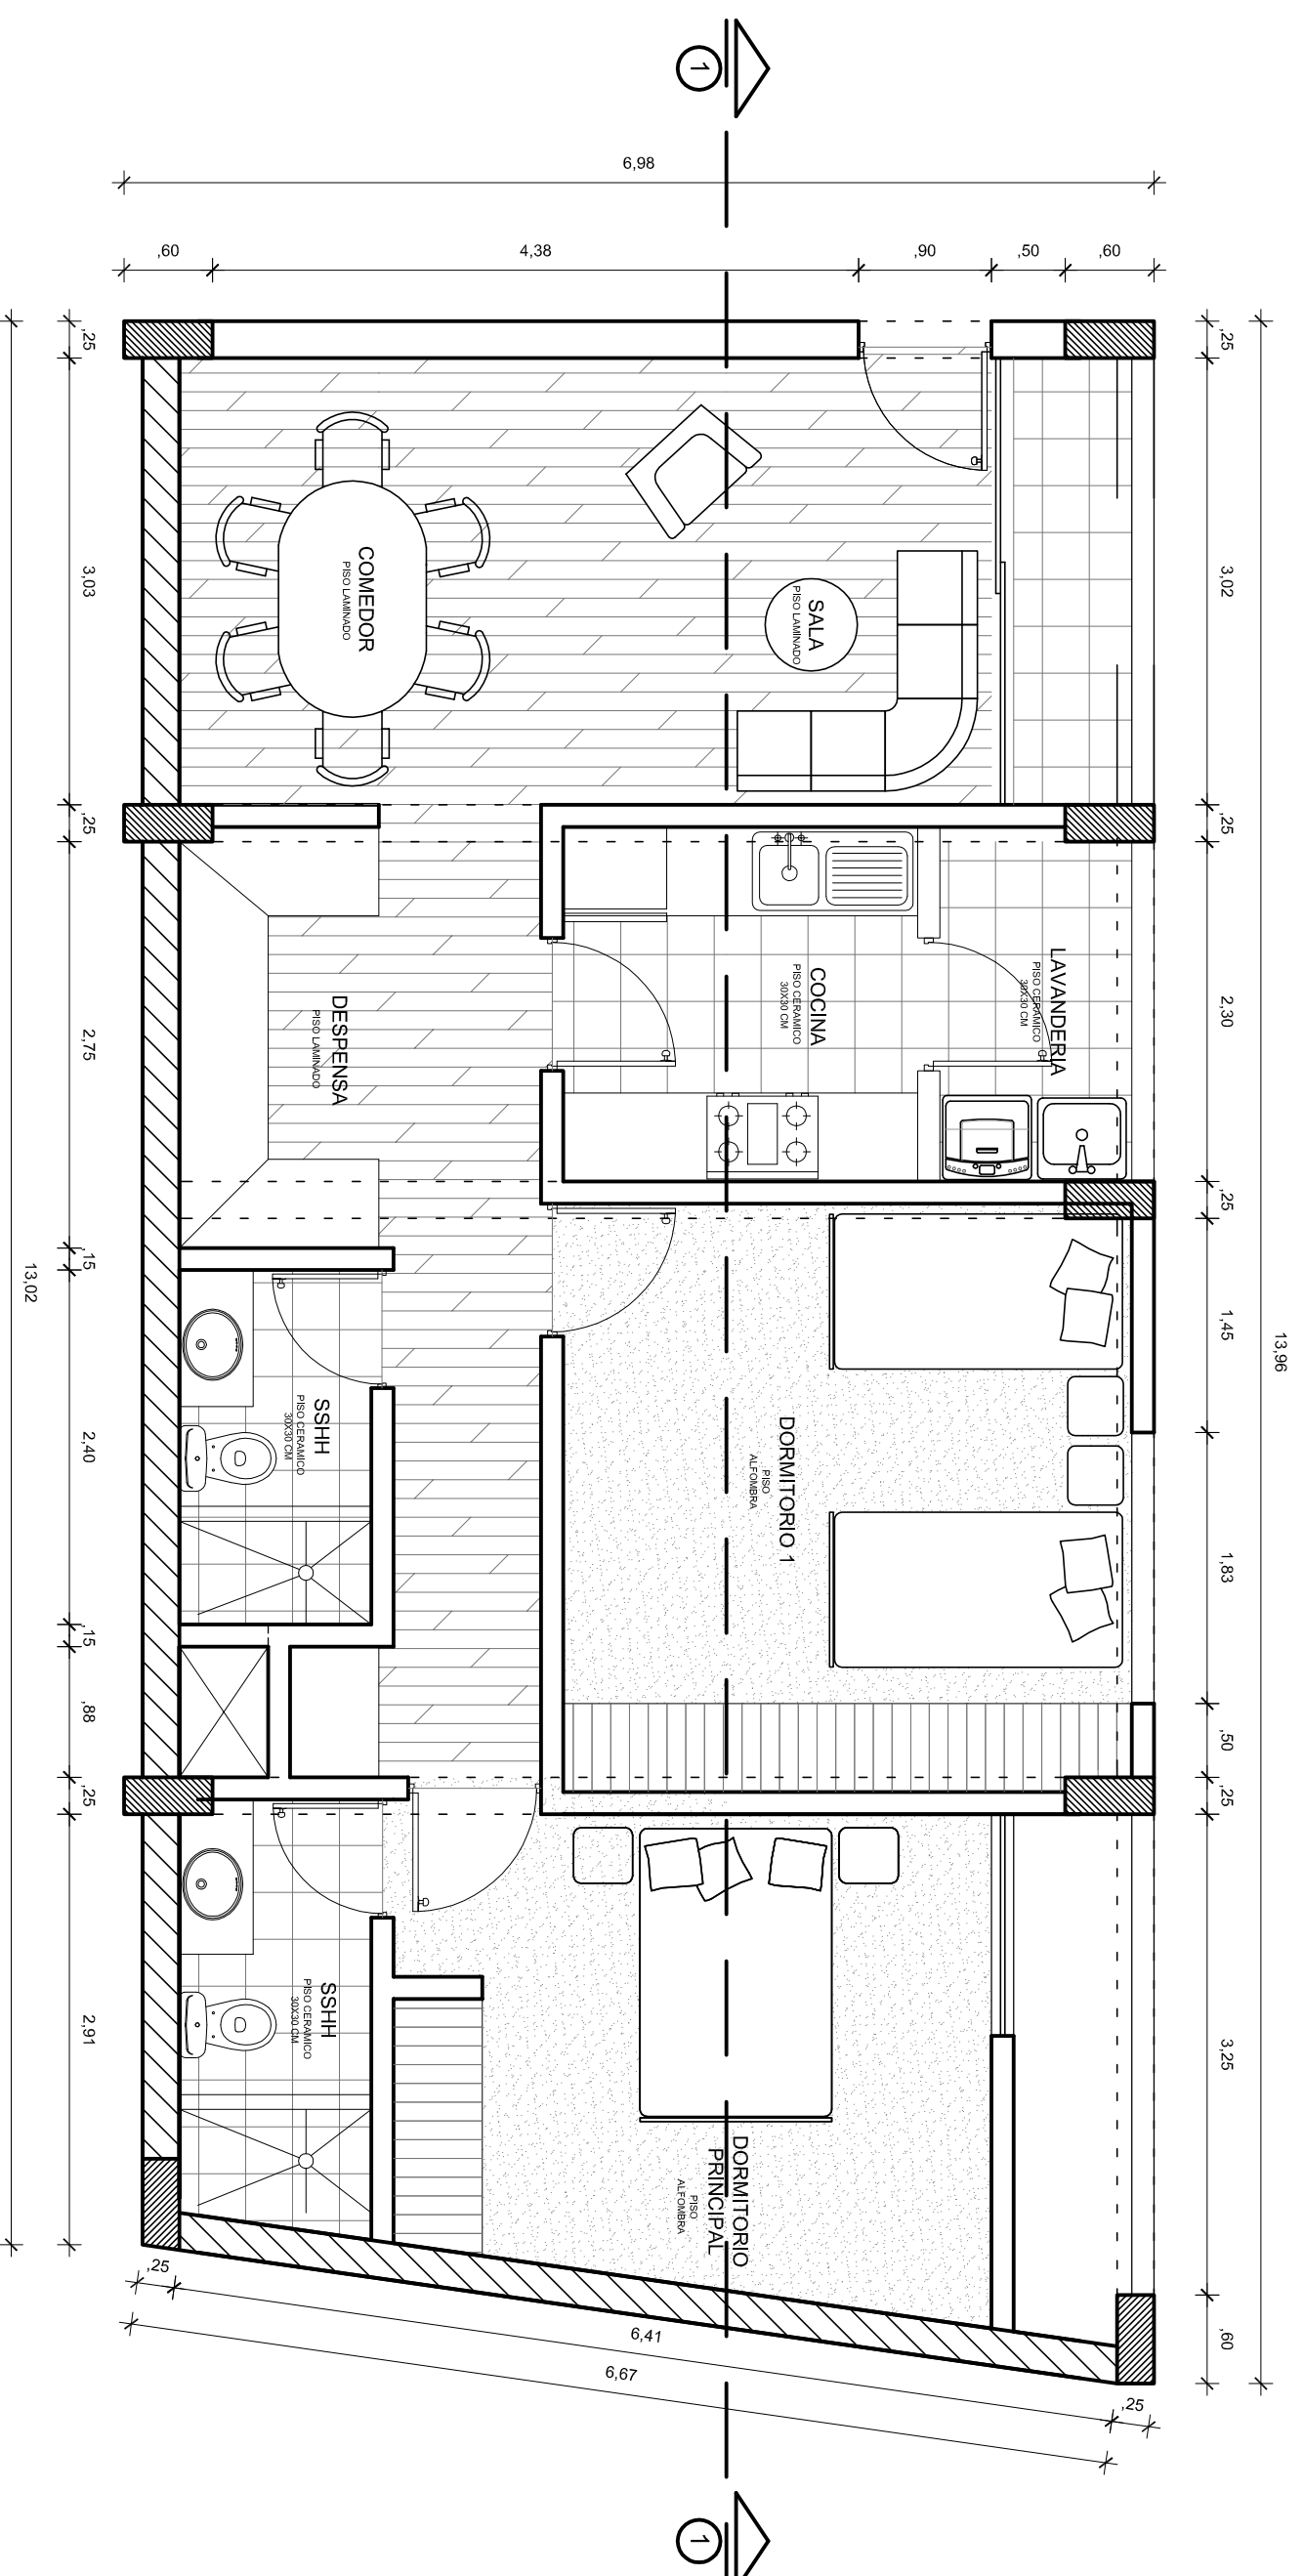 1
6,98
,60
4,38
,90
,50
,60
,25
3,03
,25
2,75
,15
2,40
,15
,88
,25
2,91
13,02
,25
3,02
,25
2,30
,25
1,45
1,83
,50
,25
3,25
,60
13,96
COMEDOR
PISO LAMINADO
SALA
PISO LAMINADO
DESPENSA
PISO LAMINADO
COCINA
PISO CERAMICO
30X30 CM
LAVANDERIA
PISO CERAMICO
30X30 CM
SSHH
PISO CERAMICO
30X30 CM
DORMITORIO 1
PISO
ALFOMBRA
SSHH
PISO CERAMICO
30X30 CM
DORMITORIO
PRINCIPAL
PISO
ALFOMBRA
,25
6,41
6,67
,25
1